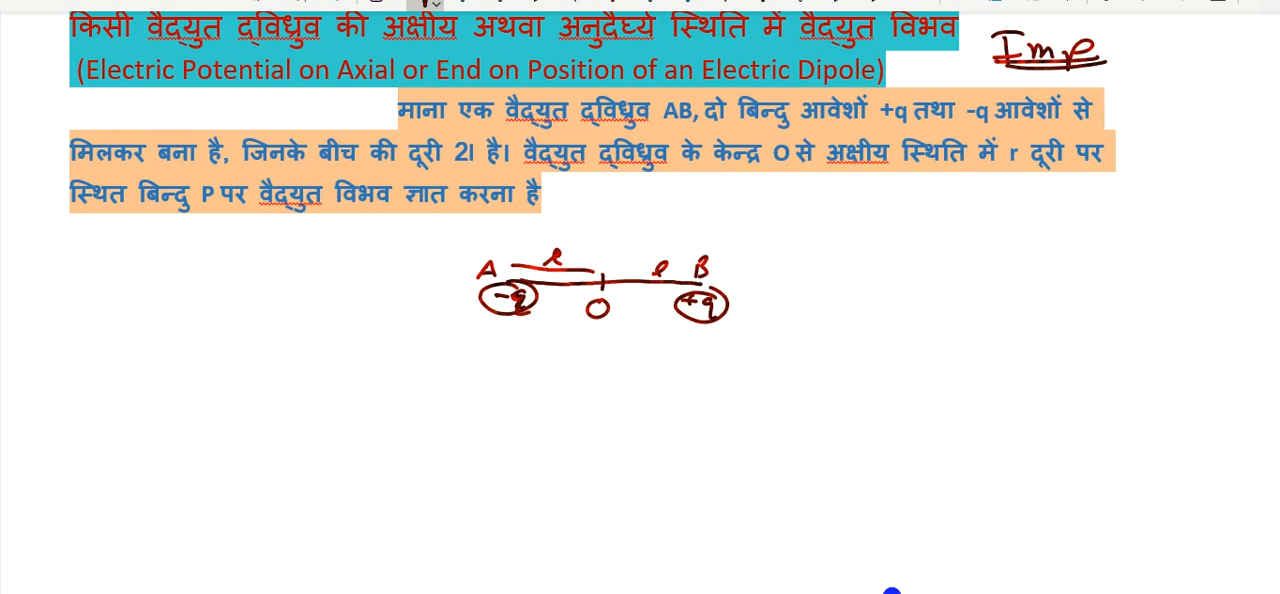 किसी वैद्युत द्विध्रुव की अक्षीय अथवा अनुदैर्घ्य स्थिति में वैद्युत विभव
(Electric Potential on Axial or End on Position of an Electric Dipole)
Imp
माना एक वैद्युत द्विध्रुव AB, दो बिन्दु आवेशों +q तथा -q आवेशों से
मिलकर बना है, जिनके बीच की दूरी 2l है। वैद्युत द्विध्रुव के केन्द्र O से अक्षीय स्थिति में r दूरी पर
स्थित बिन्दु P पर वैद्युत विभव ज्ञात करना है
A l l B
-q O +q